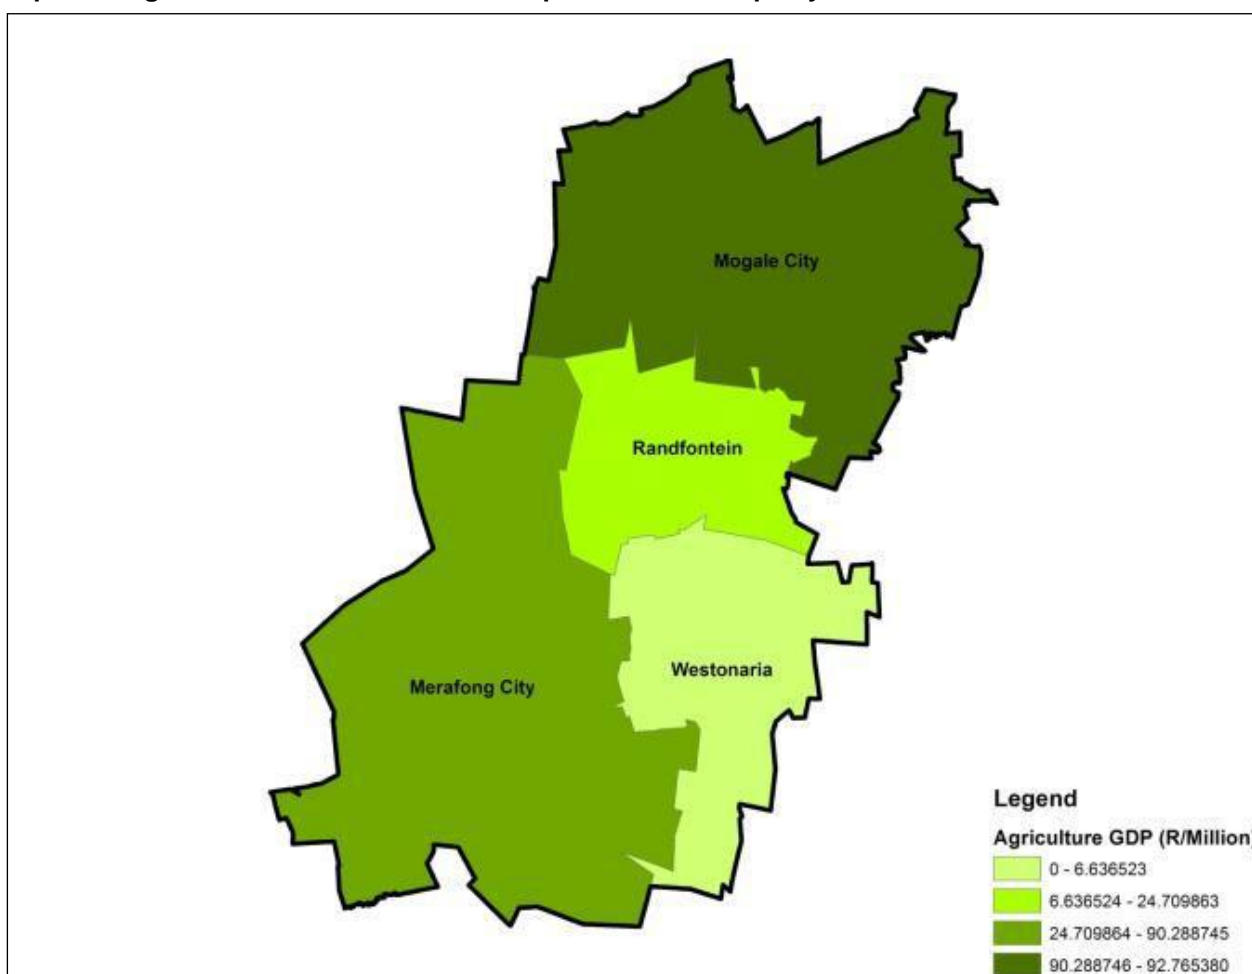 Mogale City
Randfontein
Westonaria
Merafong City
Legend
Agriculture GDP (R/Million)
0 - 6.636523
6.636524 - 24.709863
24.709864 - 90.288745
90.288746 - 92.765380